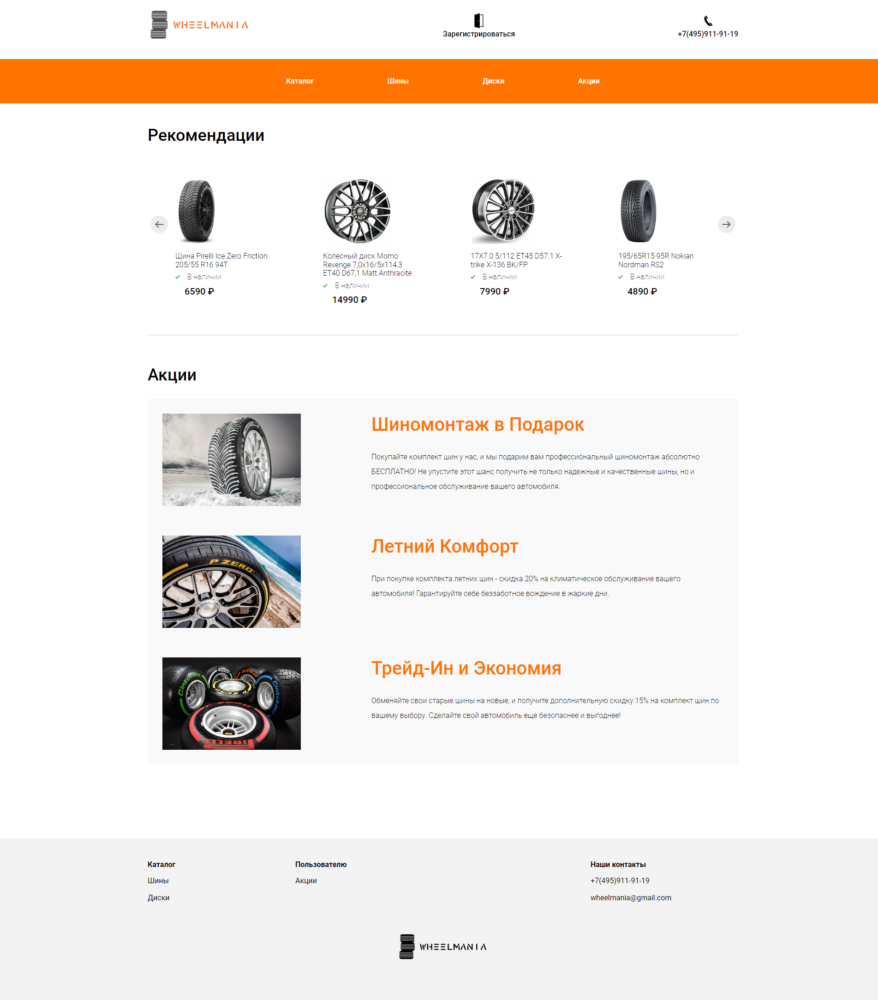 WHEELMANIA
Зарегистрироваться
+7(495)911-91-19
Каталог
Шины
Диски
Акции
Рекомендации
Шина Pirelli Ice Zero Friction
205/55 R16 94T
В наличии
6590 ₽
Колесный диск Momo
Revenge 7,0x16/5x114,3
ET40 D67,1 Matt Anthracite
В наличии
14990 ₽
17X7.0 5/112 ET45 D57.1 X-
trike X-136 BK/FP
В наличии
7990 ₽
195/65R15 95R Nokian
Nordman RS2
В наличии
4890 ₽
Акции
Шиномонтаж в Подарок
Покупайте комплект шин у нас, и мы подарим вам профессиональный шиномонтаж абсолютно
БЕСПЛАТНО! Не упустите этот шанс получить не только надежные и качественные шины, но и
профессиональное обслуживание вашего автомобиля.
P ZERO
Летний Комфорт
При покупке комплекта летних шин - скидка 20% на климатическое обслуживание вашего
автомобиля! Гарантируйте себе беззаботное вождение в жаркие дни.
Cinturato
P ZERO
P ZERO
Cinturato
P ZERO
PIRELLI
Трейд-Ин и Экономия
Обменяйте свои старые шины на новые, и получите дополнительную скидку 15% на комплект шин по
вашему выбору. Сделайте свой автомобиль еще безопаснее и выгоднее!
Каталог
Шины
Диски
Пользователю
Акции
Наши контакты
+7(495)911-91-19
wheelmania@gmail.com
WHEELMANIA